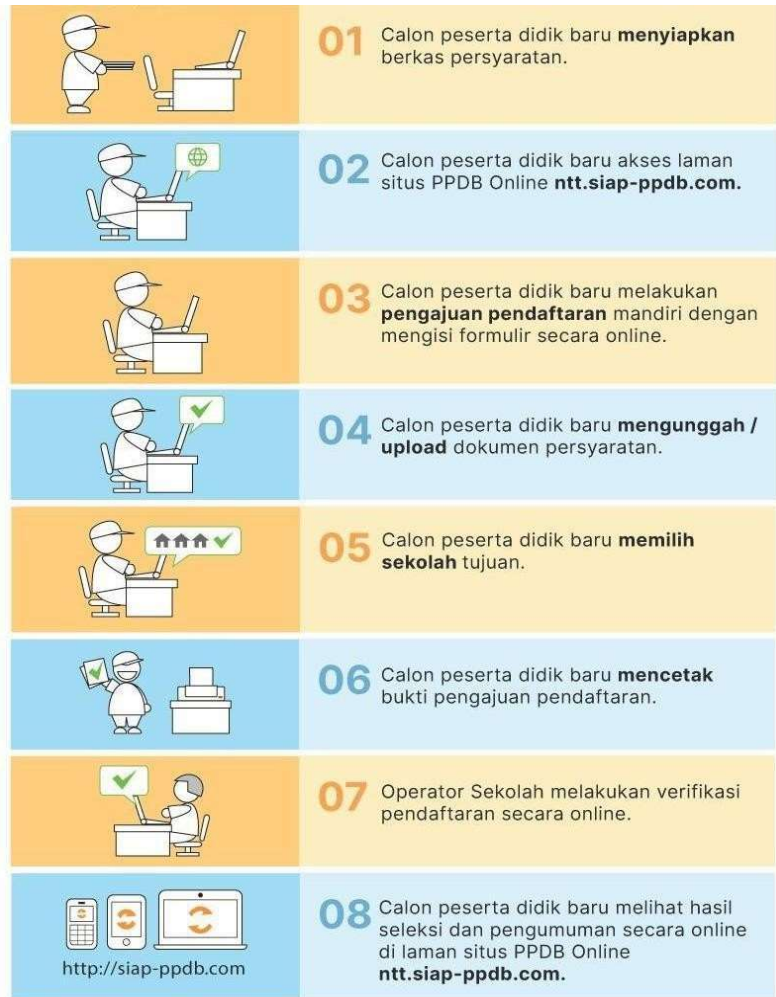 01 Calon peserta didik baru menyiapkan
berkas persyaratan.
02 Calon peserta didik baru akses laman
situs PPDB Online ntt.siap-ppdb.com.
03 Calon peserta didik baru melakukan
pengajuan pendaftaran mandiri dengan
mengisi formulir secara online.
04 Calon peserta didik baru mengunggah /
upload dokumen persyaratan.
05 Calon peserta didik baru memilih
sekolah tujuan.
06 Calon peserta didik baru mencetak
bukti pengajuan pendaftaran.
07 Operator Sekolah melakukan verifikasi
pendaftaran secara online.
http://siap-ppdb.com
08 Calon peserta didik baru melihat hasil
seleksi dan pengumuman secara online
di laman situs PPDB Online
ntt.siap-ppdb.com.